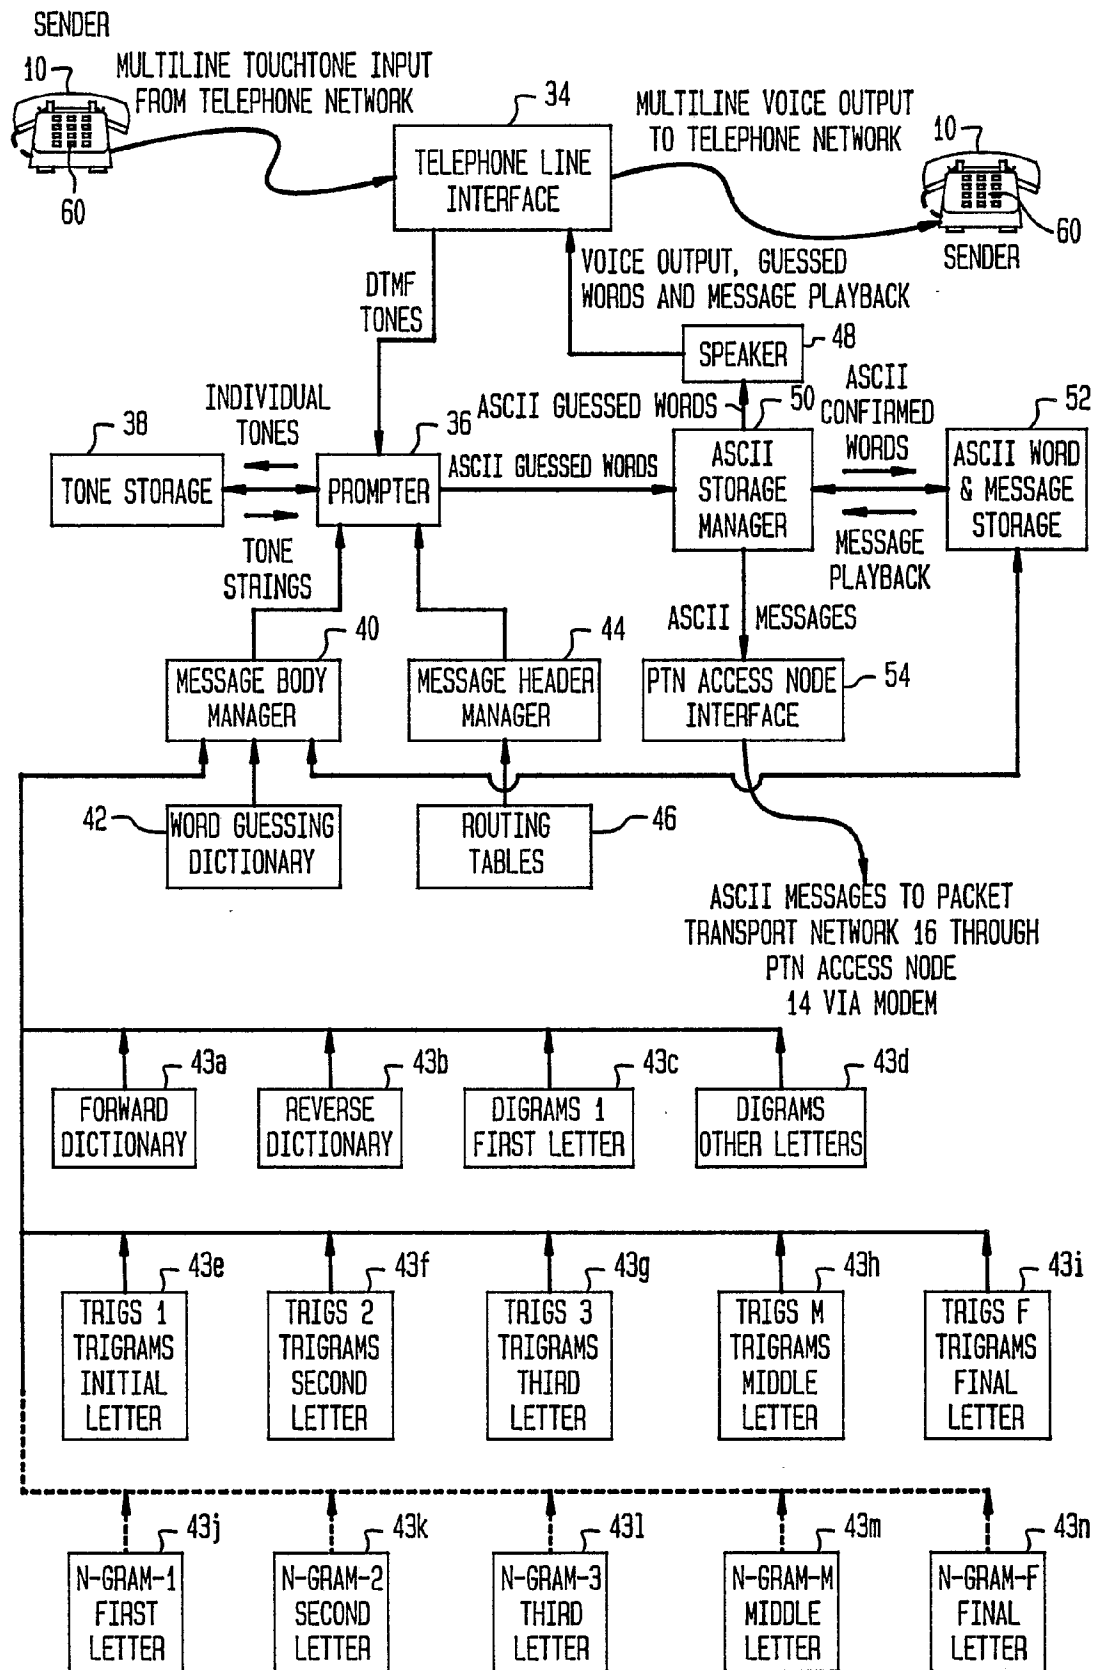 SENDER
10
MULTILINE TOUCHTONE INPUT
FROM TELEPHONE NETWORK
60
34
TELEPHONE LINE
INTERFACE
MULTILINE VOICE OUTPUT
TO TELEPHONE NETWORK
10
60
SENDER
DTMF
TONES
VOICE OUTPUT, GUESSED
WORDS AND MESSAGE PLAYBACK
SPEAKER
48
INDIVIDUAL
TONES
38
TONE STORAGE
TONE
STRINGS
36
PROMPTER
ASCII GUESSED WORDS
ASCII GUESSED WORDS
50
ASCII
STORAGE
MANAGER
ASCII
CONFIRMED
WORDS
MESSAGE
PLAYBACK
52
ASCII WORD
& MESSAGE
STORAGE
ASCII MESSAGES
40
MESSAGE BODY
MANAGER
44
MESSAGE HEADER
MANAGER
PTN ACCESS NODE
INTERFACE
54
42
WORD GUESSING
DICTIONARY
ROUTING
TABLES
46
ASCII MESSAGES TO PACKET
TRANSPORT NETWORK 16 THROUGH
PTN ACCESS NODE
14 VIA MODEM
43a
FORWARD
DICTIONARY
43b
REVERSE
DICTIONARY
43c
DIGRAMS 1
FIRST LETTER
43d
DIGRAMS
OTHER LETTERS
43e
TRIGS 1
TRIGRAMS
INITIAL
LETTER
43f
TRIGS 2
TRIGRAMS
SECOND
LETTER
43g
TRIGS 3
TRIGRAMS
THIRD
LETTER
43h
TRIGS M
TRIGRAMS
MIDDLE
LETTER
43i
TRIGS F
TRIGRAMS
FINAL
LETTER
43j
N-GRAM-1
FIRST
LETTER
43k
N-GRAM-2
SECOND
LETTER
43l
N-GRAM-3
THIRD
LETTER
43m
N-GRAM-M
MIDDLE
LETTER
43n
N-GRAM-F
FINAL
LETTER